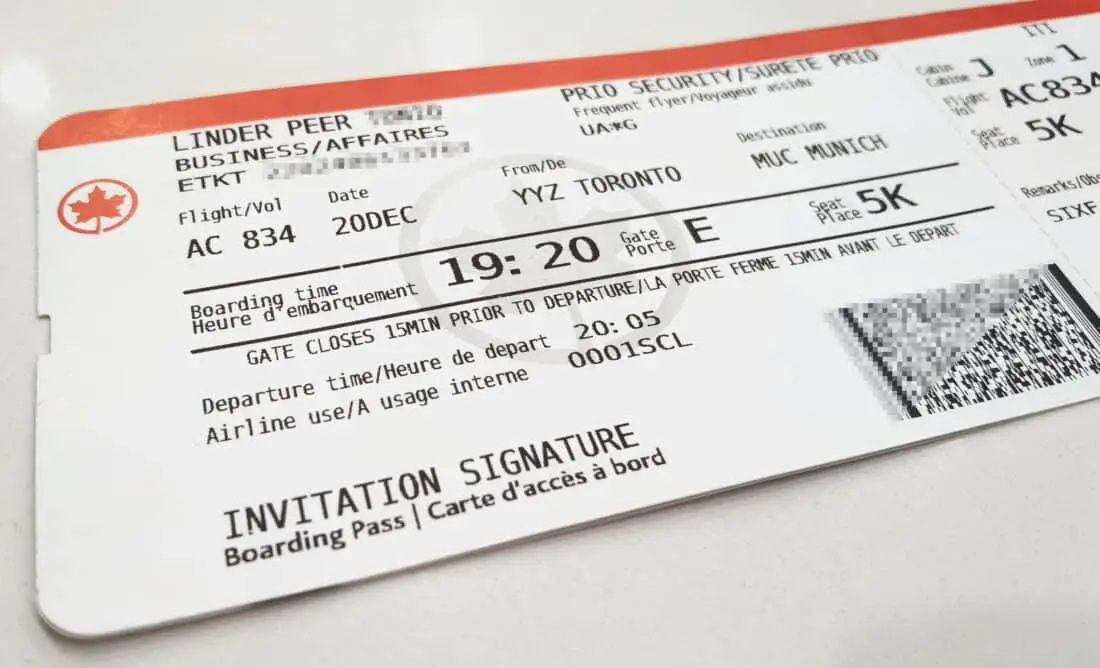 LINDER PEER
BUSINESS/AFFAIRES
ETKT
PRIO SECURITY/SURETE PRIO
Frequent flyer/Voyageur assidu
UA*G
Flight/Vol
AC 834
Date
20DEC
From/De
YYZ TORONTO
Destination
MUC MUNICH
Boarding time
Heure d'embarquement
19:20
Gate
Porte
E
Seat
Place
5K
GATE CLOSES 15MIN PRIOR TO DEPARTURE/LA PORTE FERME 15MIN AVANT LE DEPART
Departure time/Heure de depart 20:05
Airline use/A usage interne 0001SCL
INVITATION SIGNATURE
Boarding Pass | Carte d'accès à bord
ITI
Cabin
Cabine
J
Zone 1
Flight
Vol
AC834
Seat
Place
5K
Remarks/Obs
SIXF